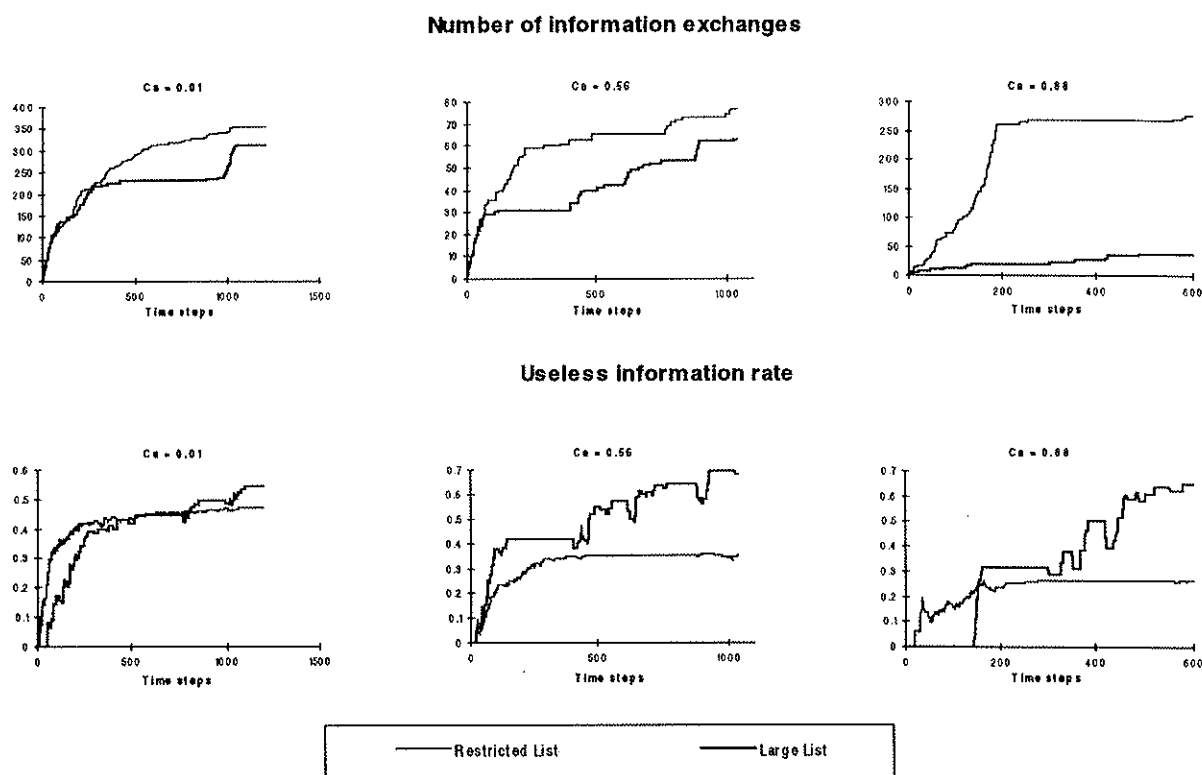 Number of information exchanges
Cs = 0.01
400
350
300
250
200
150
100
50
0
0 500 1000 1500
Time steps
Cs = 0.56
80
70
60
50
40
30
20
10
0
0 500 1000
Time steps
Cs = 0.88
300
250
200
150
100
50
0
0 200 400 600
Time steps
Useless information rate
Cs = 0.01
0.6
0.5
0.4
0.3
0.2
0.1
0
0 500 1000 1500
Time steps
Cs = 0.56
0.7
0.6
0.5
0.4
0.3
0.2
0.1
0
0 500 1000
Time steps
Cs = 0.88
0.7
0.6
0.5
0.4
0.3
0.2
0.1
0
0 200 400 600
Time steps
Restricted List Large List